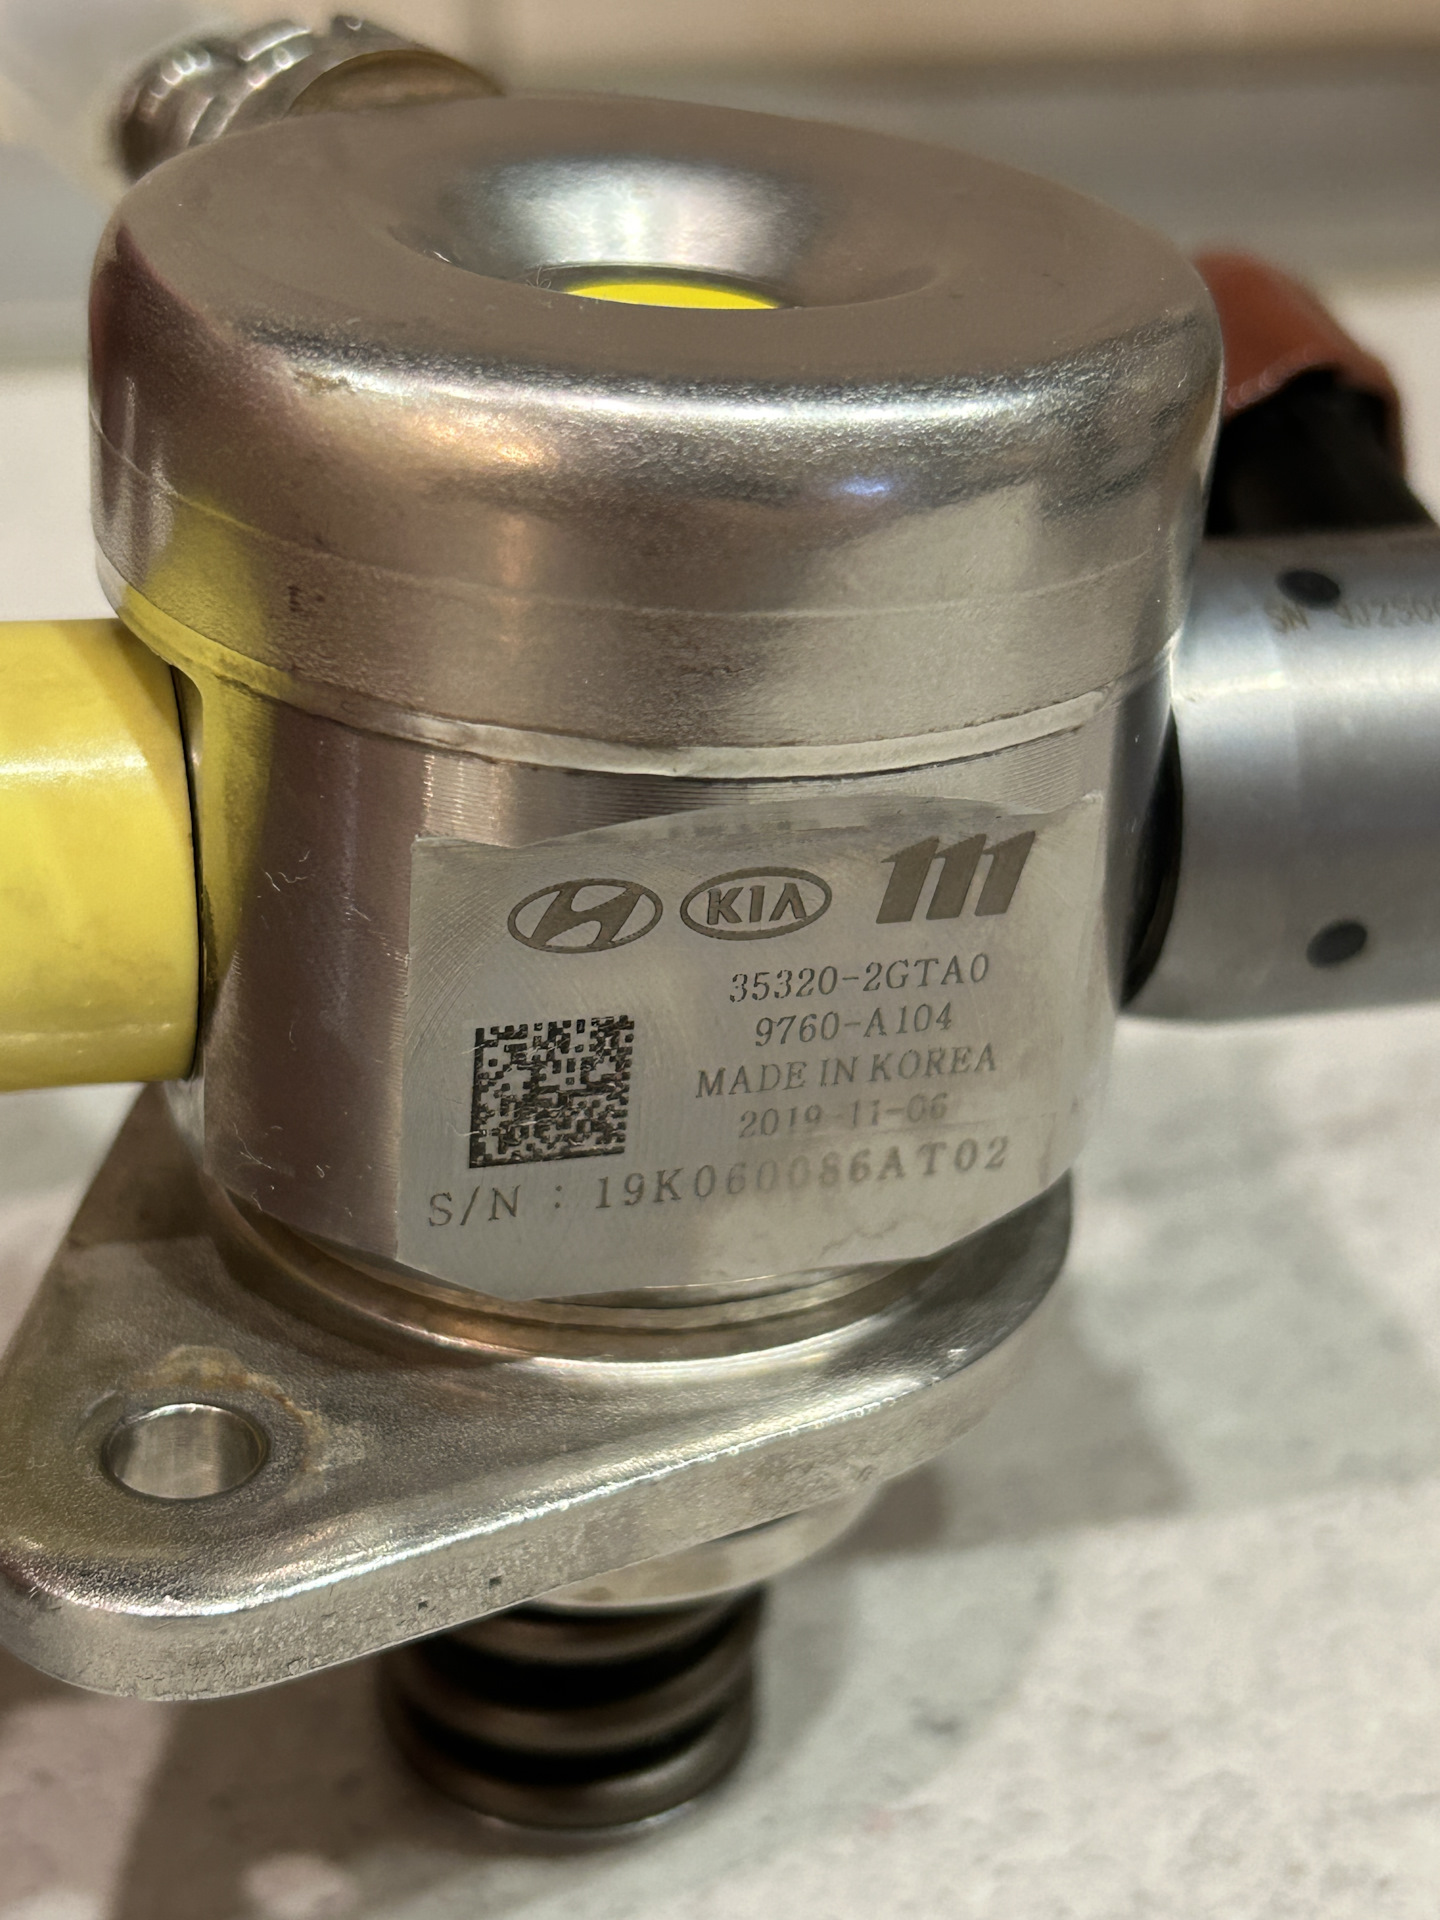 KIA
35320-2GTA0
9760-A104
MADE IN KOREA
2019-11-06
S/N : 19K060086AT02